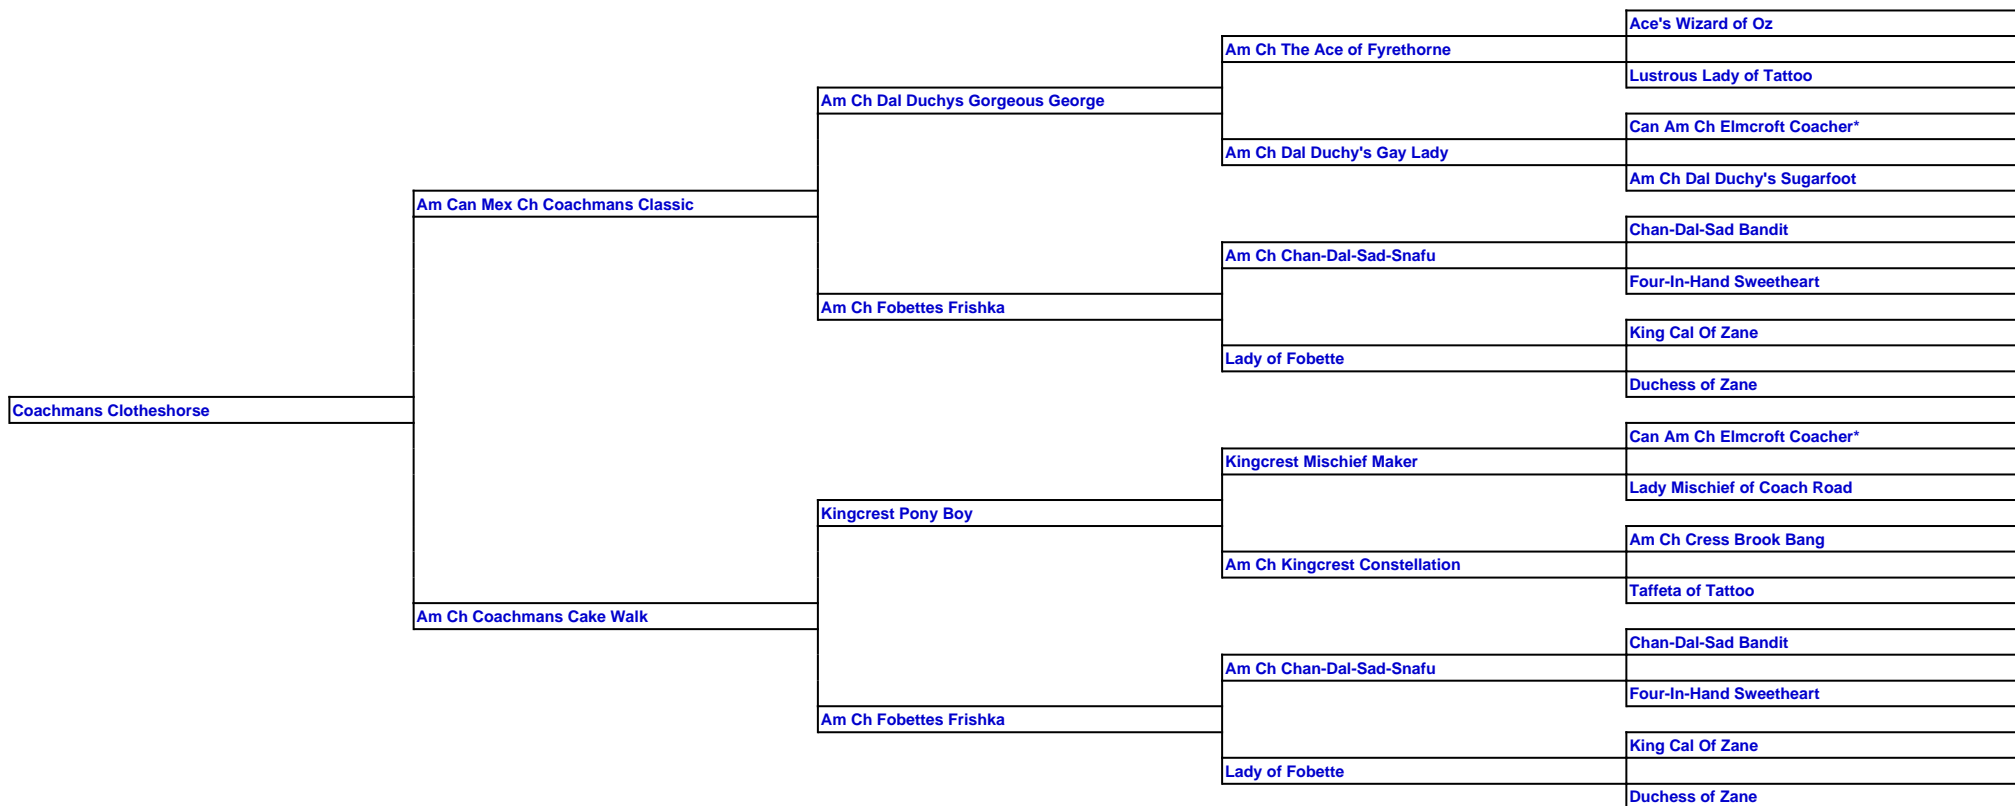 Ace's Wizard of Oz
Am Ch The Ace of Fyrethorne
Lustrous Lady of Tattoo
Am Ch Dal Duchys Gorgeous George
Can Am Ch Elmcroft Coacher*
Am Ch Dal Duchy's Gay Lady
Am Ch Dal Duchy's Sugarfoot
Am Can Mex Ch Coachmans Classic
Chan-Dal-Sad Bandit
Am Ch Chan-Dal-Sad-Snafu
Four-In-Hand Sweetheart
Am Ch Fobettes Frishka
King Cal Of Zane
Lady of Fobette
Duchess of Zane
Coachmans Clotheshorse
Can Am Ch Elmcroft Coacher*
Kingcrest Mischief Maker
Lady Mischief of Coach Road
Kingcrest Pony Boy
Am Ch Cress Brook Bang
Am Ch Kingcrest Constellation
Taffeta of Tattoo
Am Ch Coachmans Cake Walk
Chan-Dal-Sad Bandit
Am Ch Chan-Dal-Sad-Snafu
Four-In-Hand Sweetheart
Am Ch Fobettes Frishka
King Cal Of Zane
Lady of Fobette
Duchess of Zane